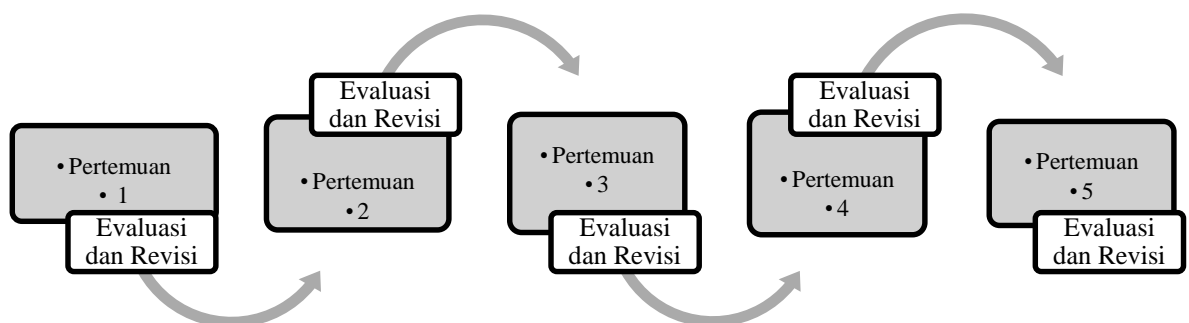 • Pertemuan
• 1
Evaluasi
dan Revisi
Evaluasi
dan Revisi
• Pertemuan
• 2
• Pertemuan
• 3
Evaluasi
dan Revisi
Evaluasi
dan Revisi
• Pertemuan
• 4
• Pertemuan
• 5
Evaluasi
dan Revisi